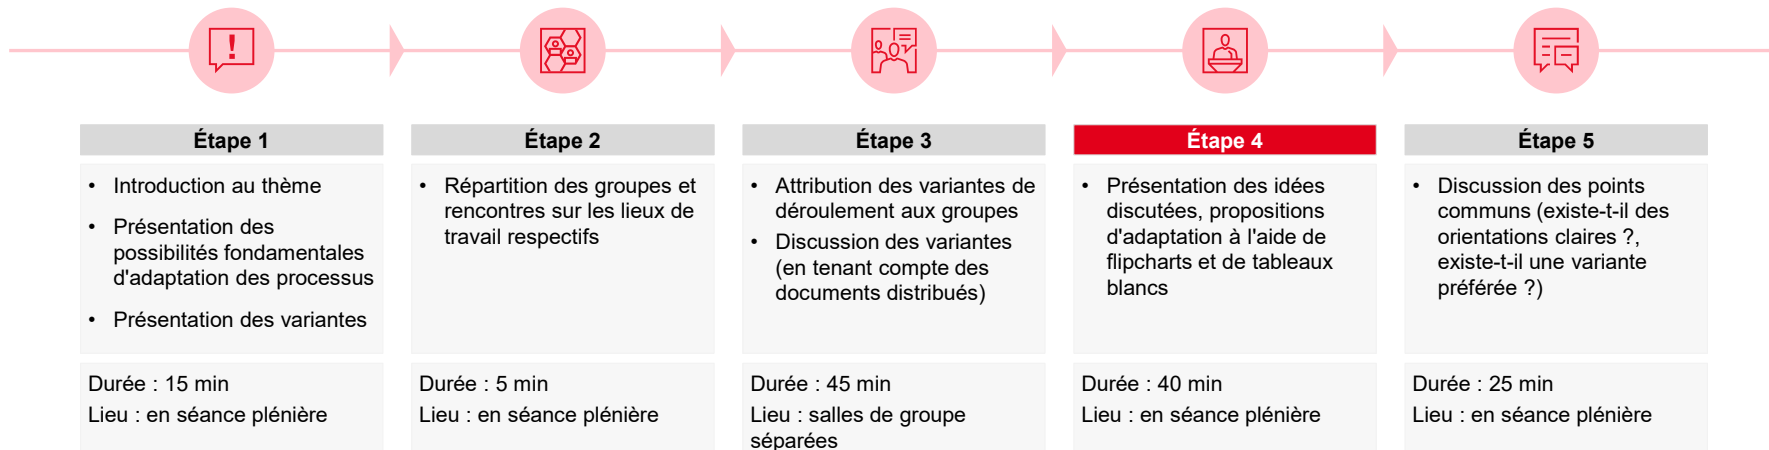 !
Étape 1
• Introduction au thème
• Présentation des
possibilités fondamentales
d'adaptation des processus
• Présentation des variantes
Durée : 15 min
Lieu : en séance plénière
Étape 2
• Répartition des groupes et
rencontres sur les lieux de
travail respectifs
Durée : 5 min
Lieu : en séance plénière
Étape 3
• Attribution des variantes de
déroulement aux groupes
• Discussion des variantes
(en tenant compte des
documents distribués)
Durée : 45 min
Lieu : salles de groupe
séparées
Étape 4
• Présentation des idées
discutées, propositions
d'adaptation à l'aide de
flipcharts et de tableaux
blancs
Durée : 40 min
Lieu : en séance plénière
Étape 5
• Discussion des points
communs (existe-t-il des
orientations claires ?,
existe-t-il une variante
préférée ?)
Durée : 25 min
Lieu : en séance plénière